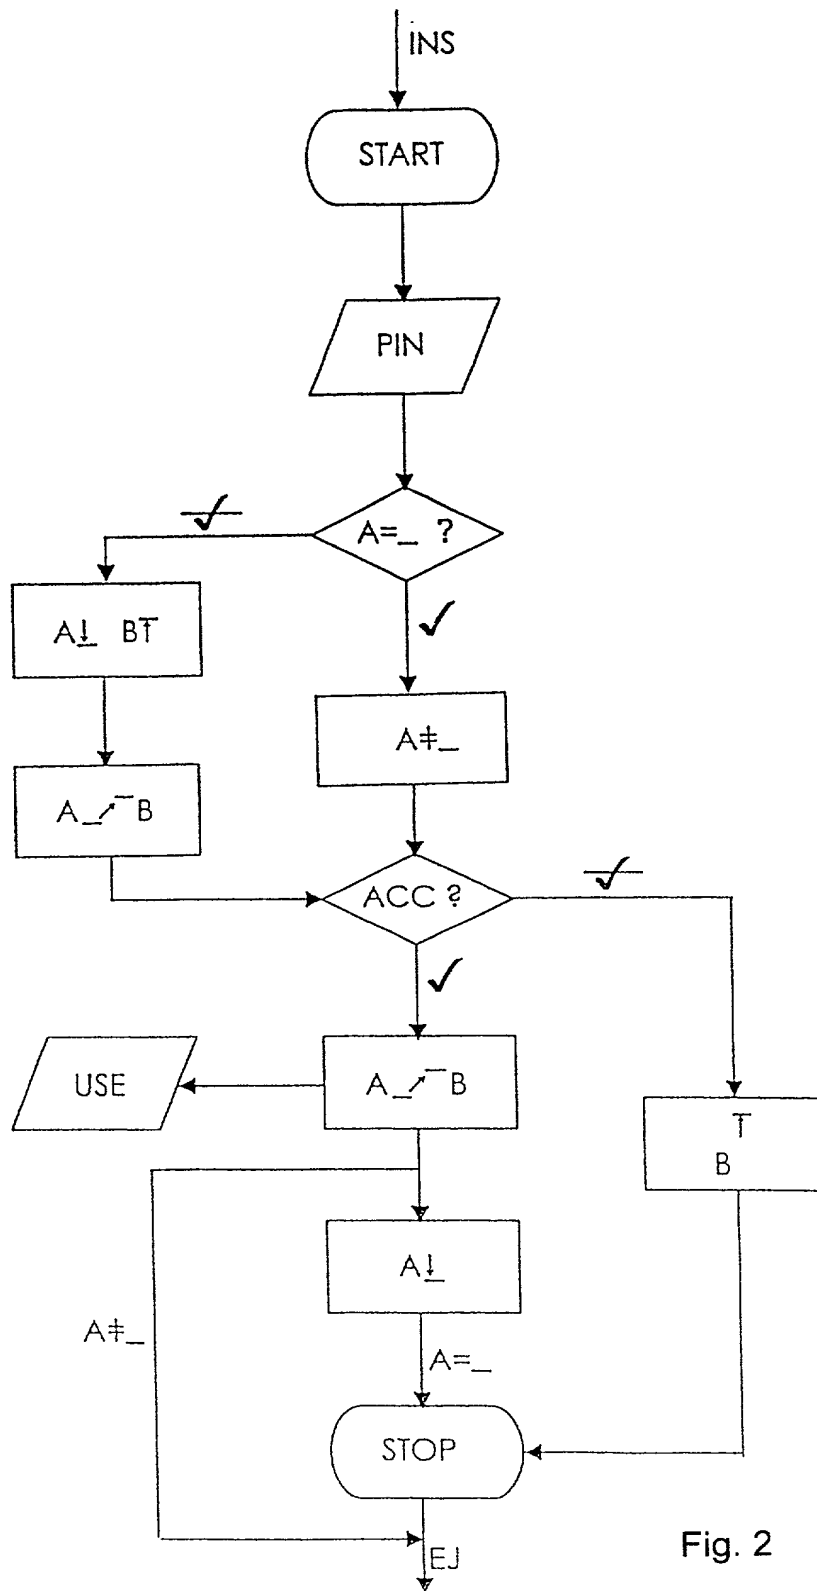 INS
START
PIN
A=_ ?
✓
✓
A↓_ B↑‾
A‡_
A_↗‾B
ACC ?
✓
✓
USE
A_↗‾B
↑‾
B
A↓_
A‡_
A=_
STOP
EJ
Fig. 2